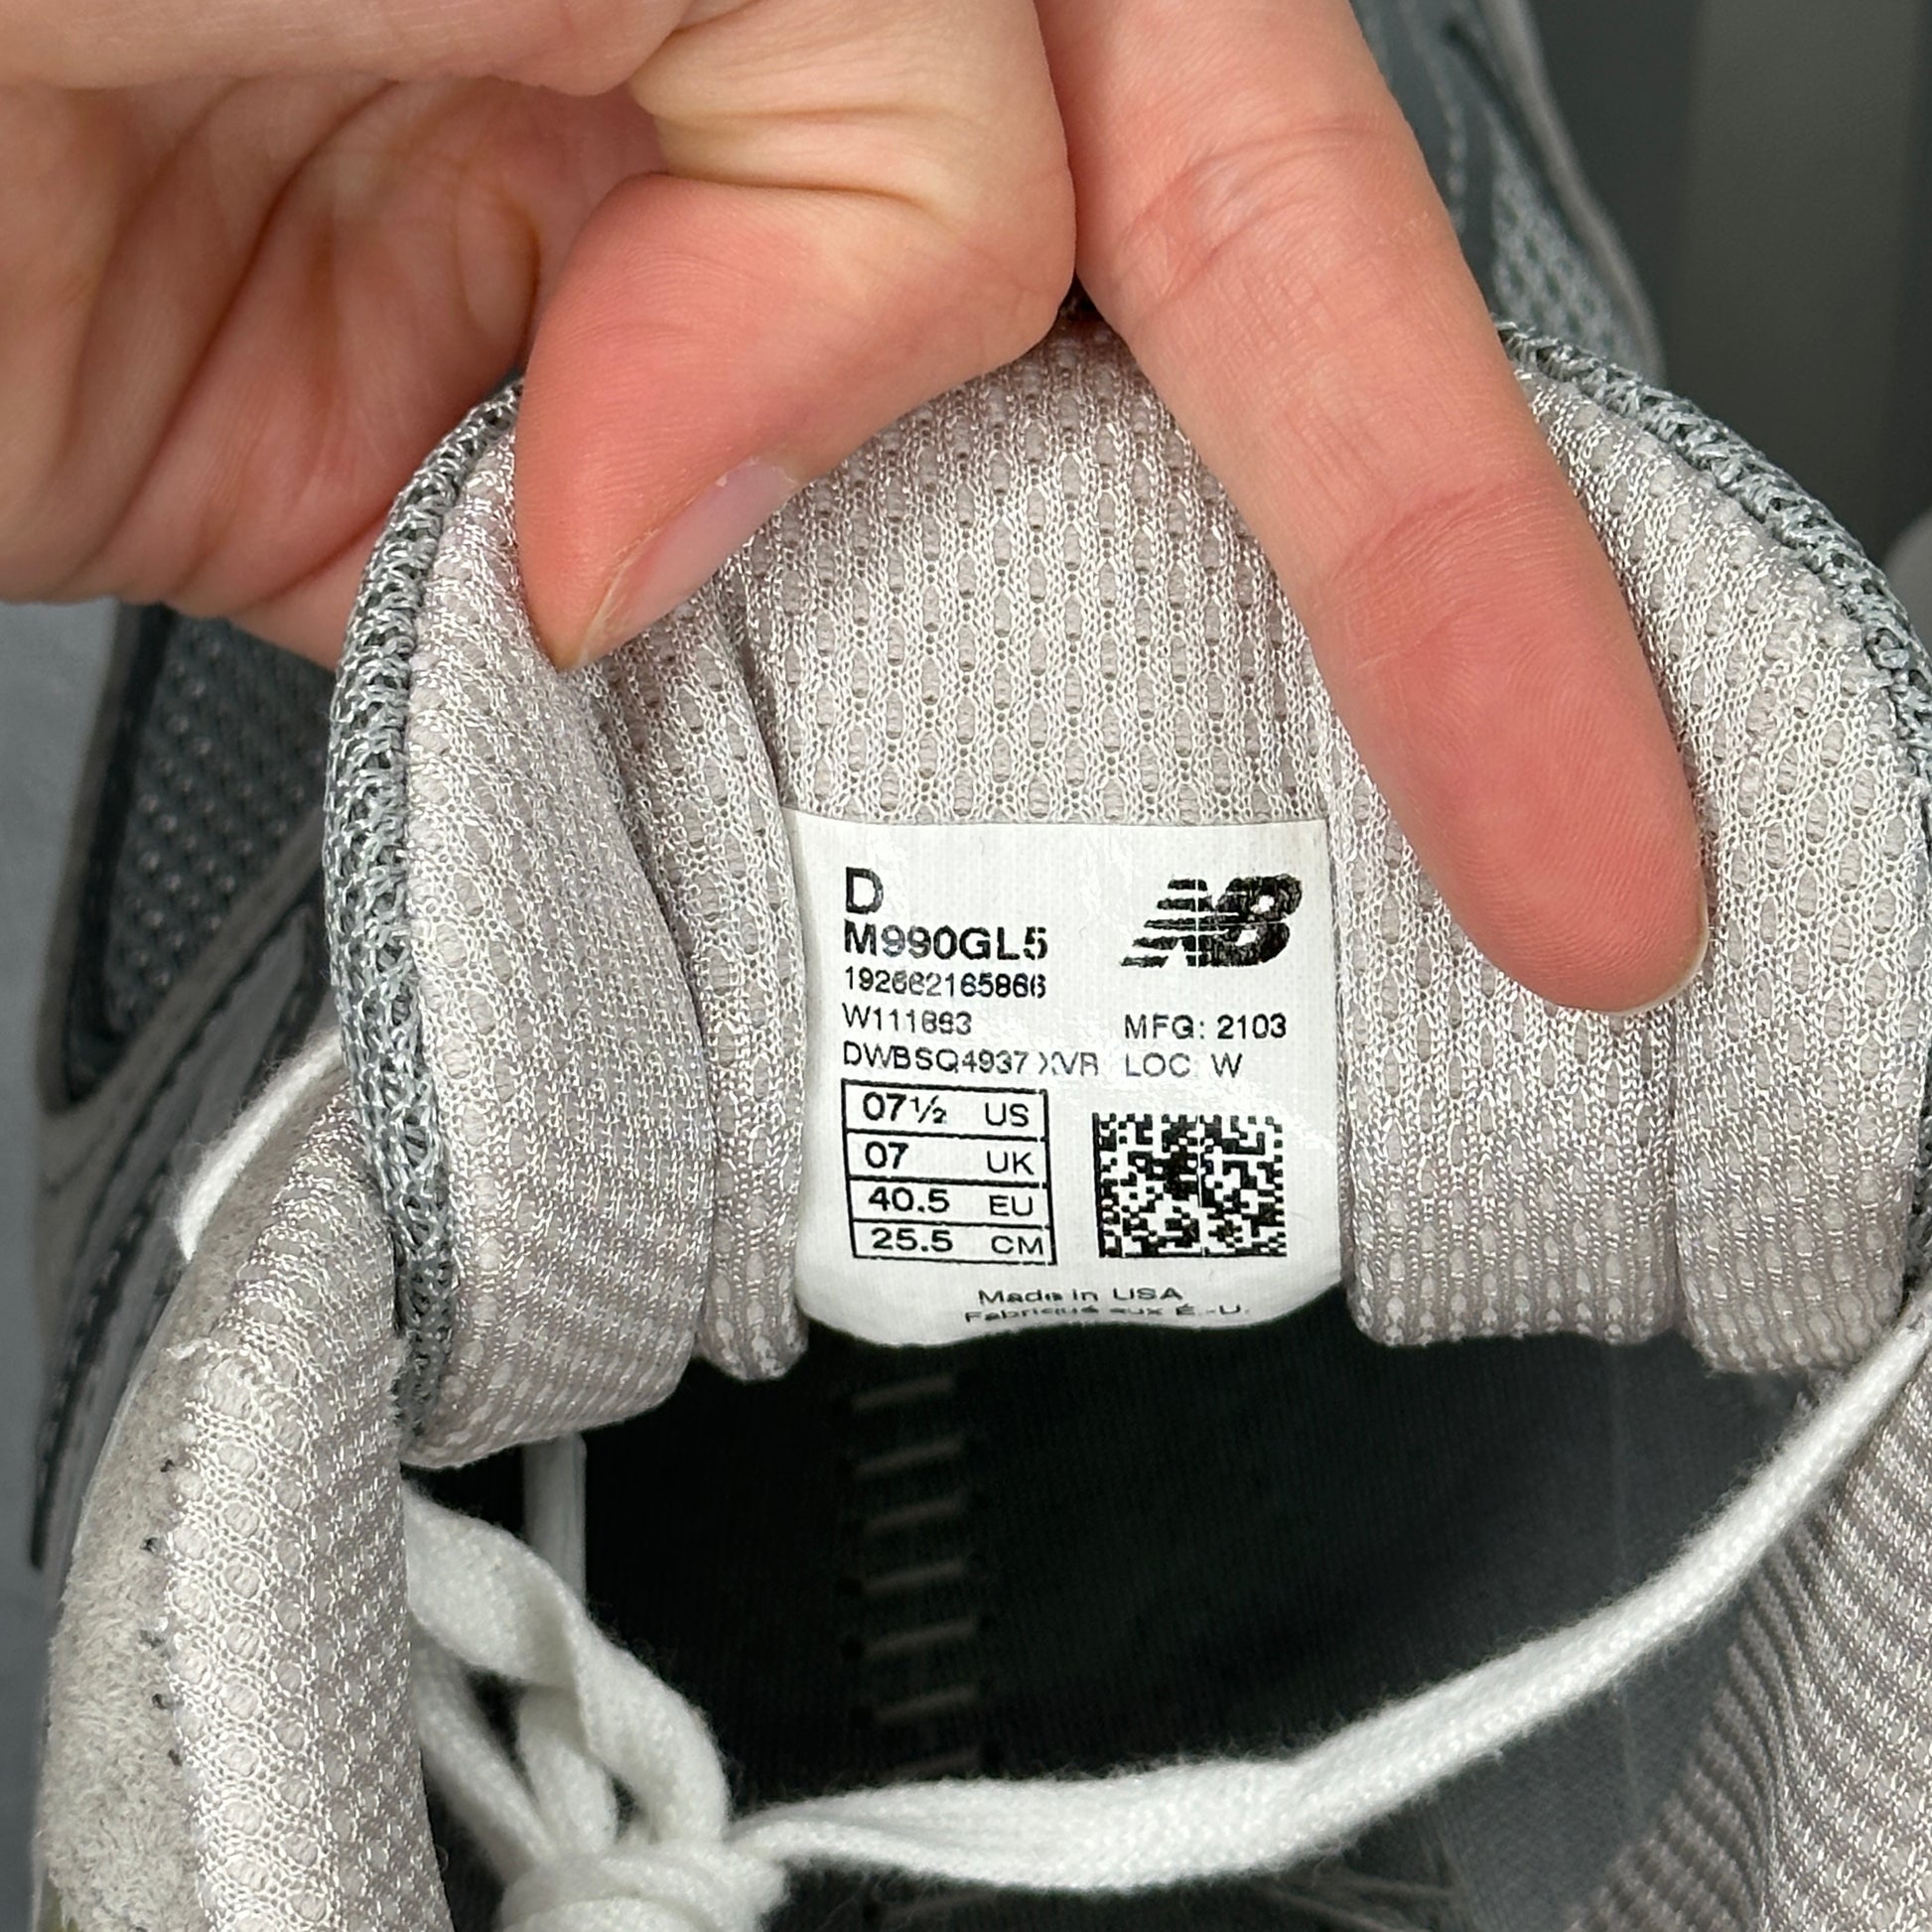 D
NB
M990GL5
192662165866
W111693
MFG: 2103
DWBSQ4937 XVR
LOC: W
07½ US
07 UK
40.5 EU
25.5 CM
Made in USA
Fabriqué aux É.-U.